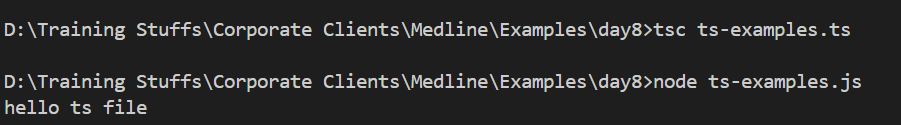 D:\Training Stuffs\Corporate Clients\Medline\Examples\day8>tsc ts-examples.ts
D:\Training Stuffs\Corporate Clients\Medline\Examples\day8>node ts-examples.js
hello ts file